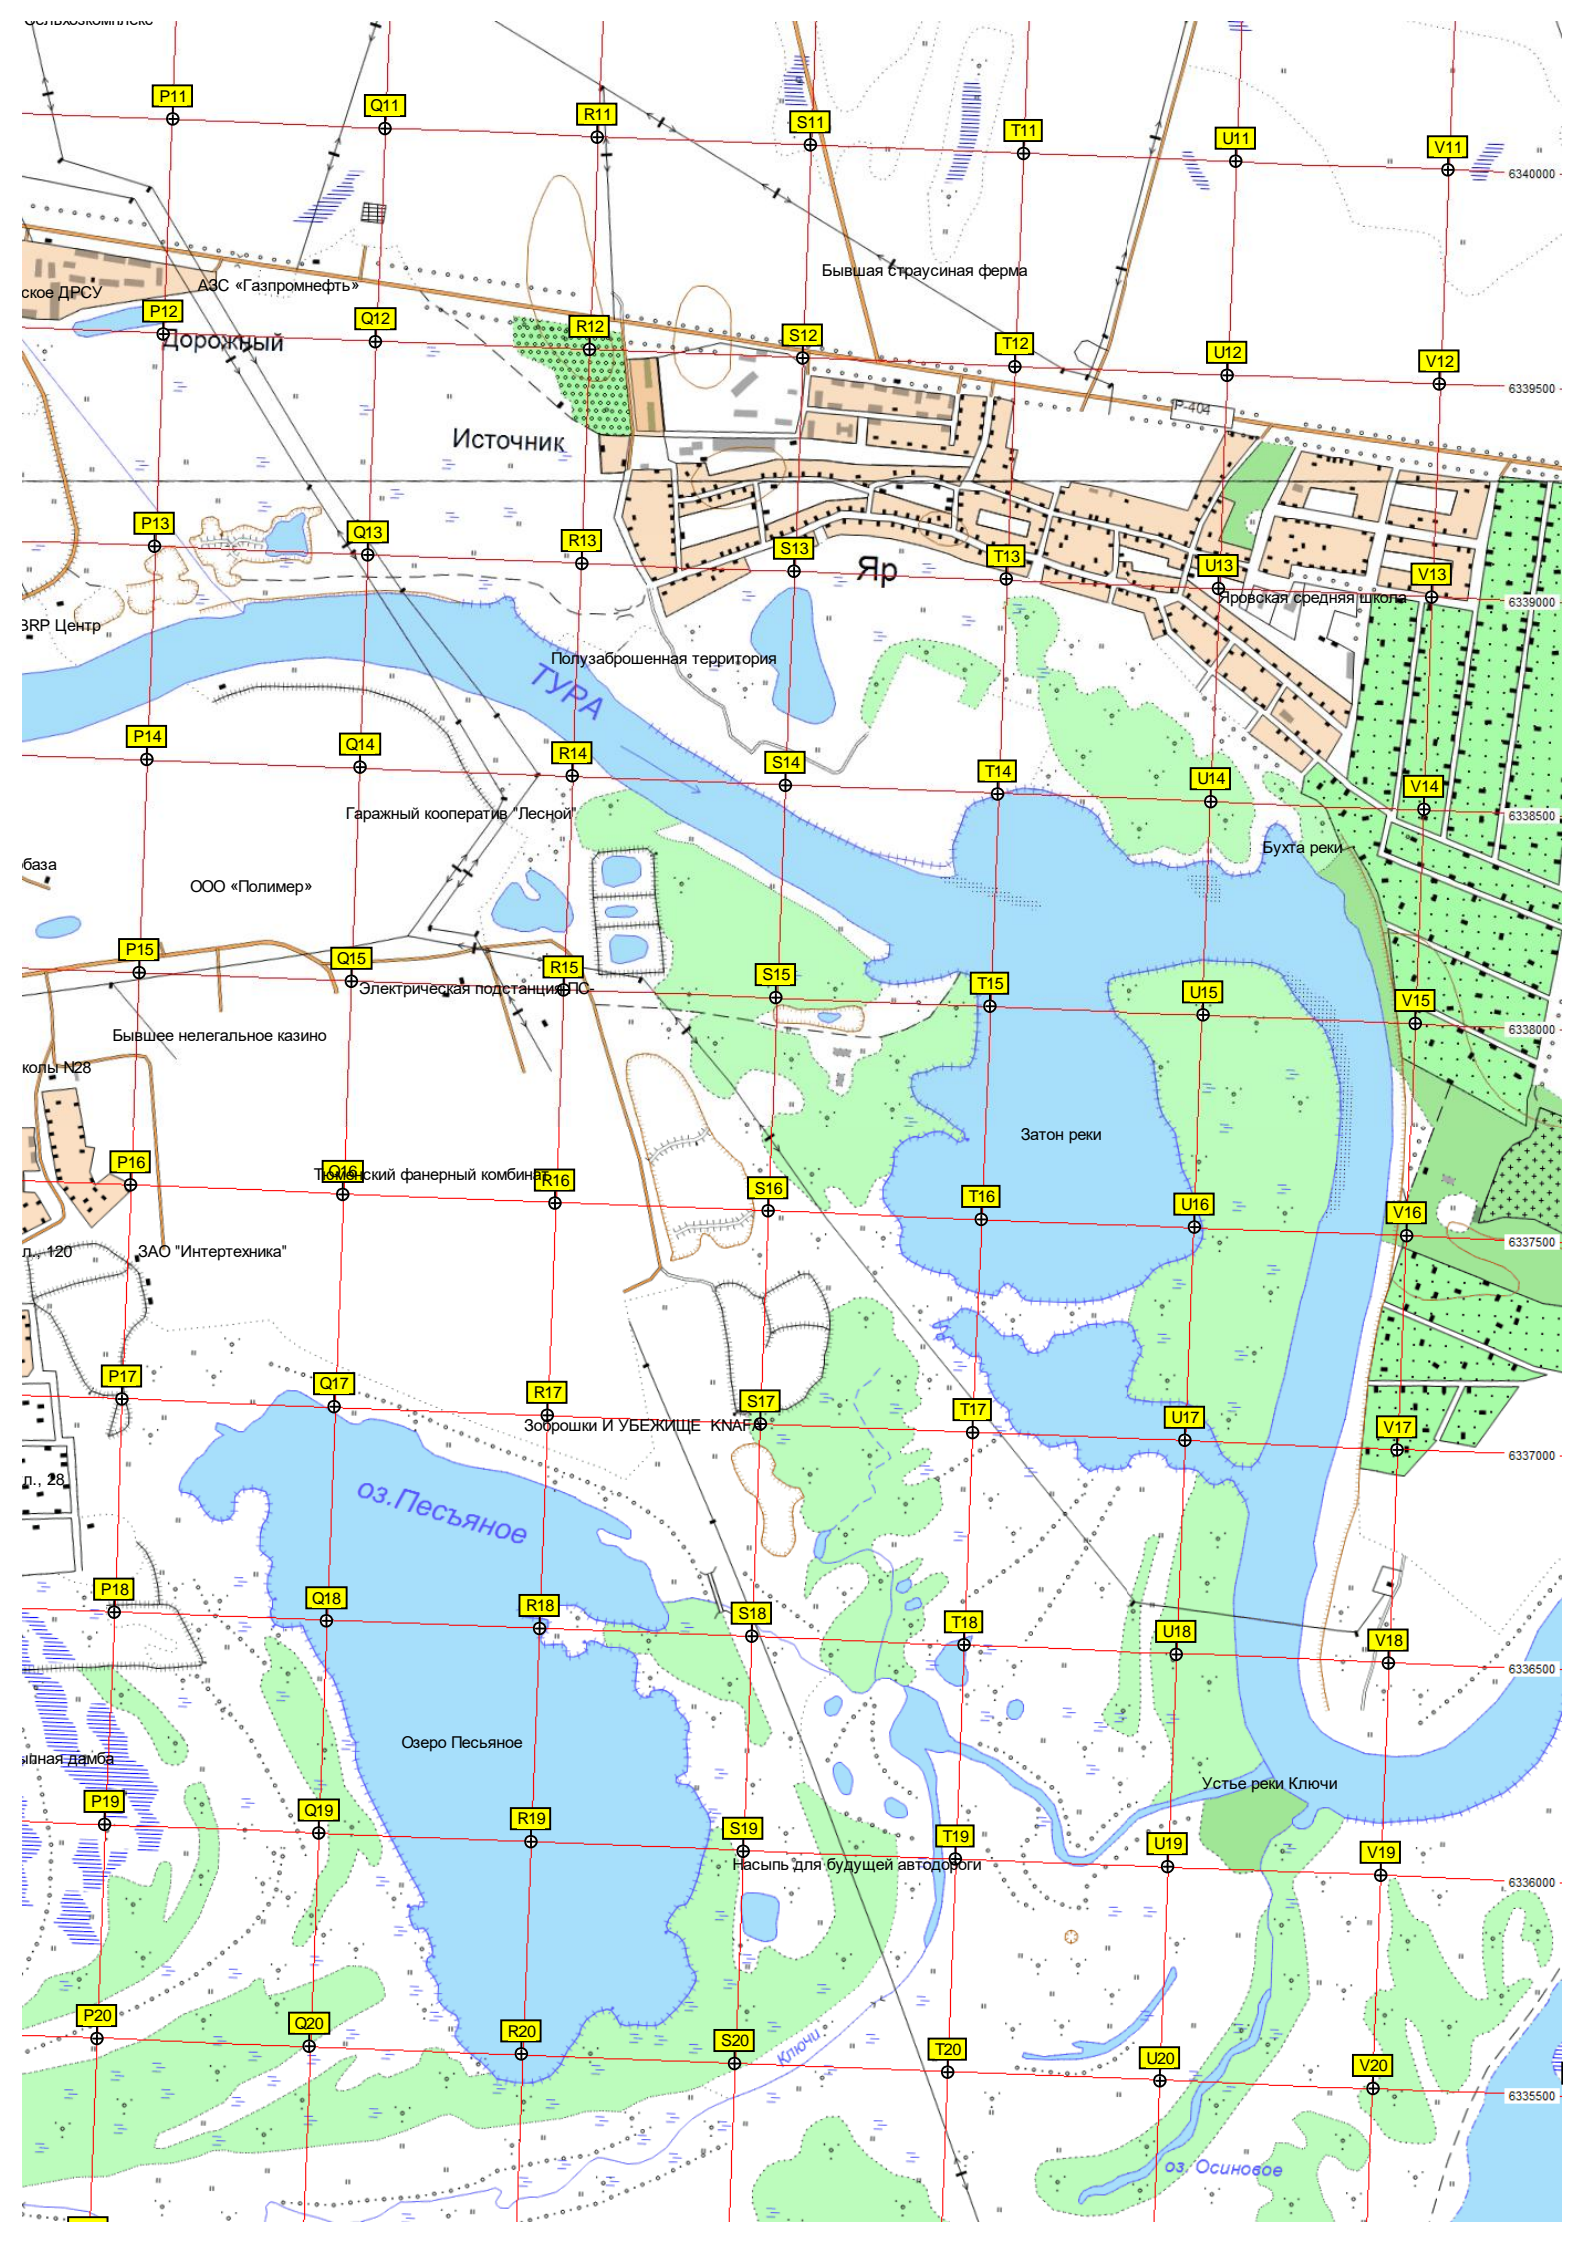 P11
Q11
R11
S11
T11
U11
V11
6340000
Бывшая страусиная ферма
ское ДРСУ
АЗС «Газпромнефть»
P12
Дорожный
Q12
R12
S12
T12
U12
V12
6339500
Р-404
Источник
P13
Q13
R13
S13
Яр
T13
U13
V13
Яровская средняя школа
6339000
BRP Центр
Полузаброшенная территория
ТУРА
P14
Q14
R14
S14
T14
U14
V14
6338500
Гаражный кооператив "Лесной"
Бухта реки
база
ООО «Полимер»
P15
Q15
R15
S15
T15
U15
V15
Электрическая подстанция ПС-
6338000
Бывшее нелегальное казино
колы N28
Затон реки
P16
Q16
Тюменский фанерный комбинат
R16
S16
T16
U16
V16
6337500
л., 120
ЗАО "Интертехника"
P17
Q17
R17
S17
T17
U17
V17
Зоброшки И УБЕЖИЩЕ KNAF
6337000
л., 28
оз.Песъяное
P18
Q18
R18
S18
T18
U18
V18
6336500
Озеро Песьяное
ыпная дамба
Устье реки Ключи
P19
Q19
R19
S19
T19
U19
V19
Насыпь для будущей автодороги
6336000
P20
Q20
R20
S20
Ключи
T20
U20
V20
6335500
оз. Осиновое